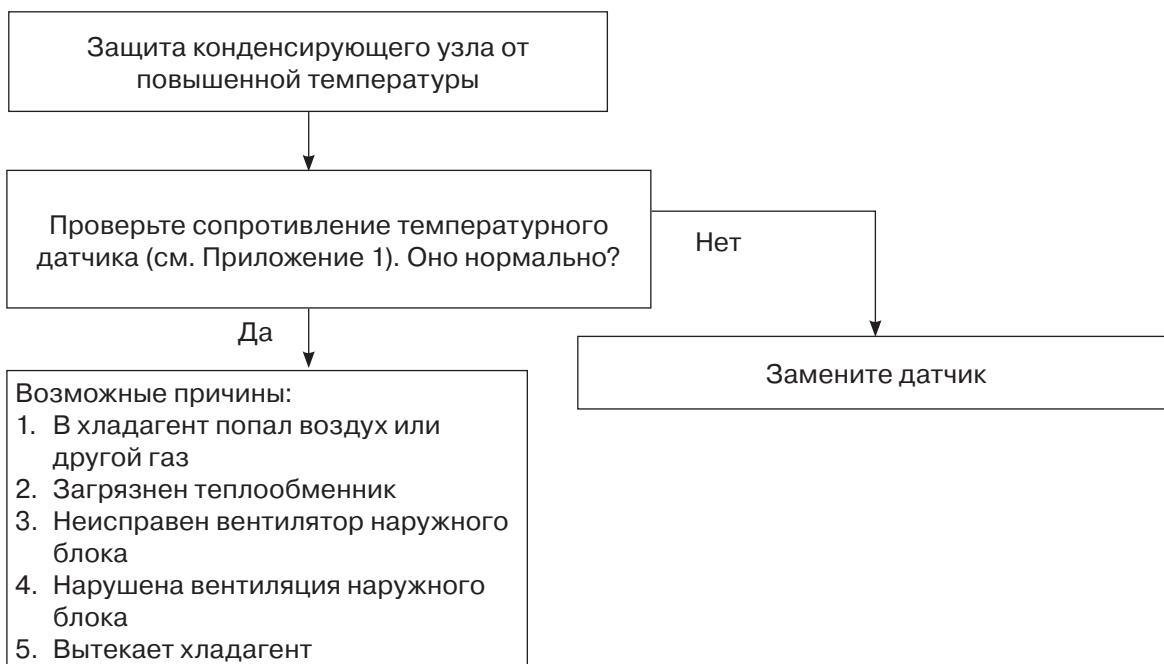 Защита конденсирующего узла от
повышенной температуры
Проверьте сопротивление температурного
датчика (см. Приложение 1). Оно нормально?
Нет
Да
Замените датчик
Возможные причины:
1. В хладагент попал воздух или
другой газ
2. Загрязнен теплообменник
3. Неисправен вентилятор наружного
блока
4. Нарушена вентиляция наружного
блока
5. Вытекает хладагент